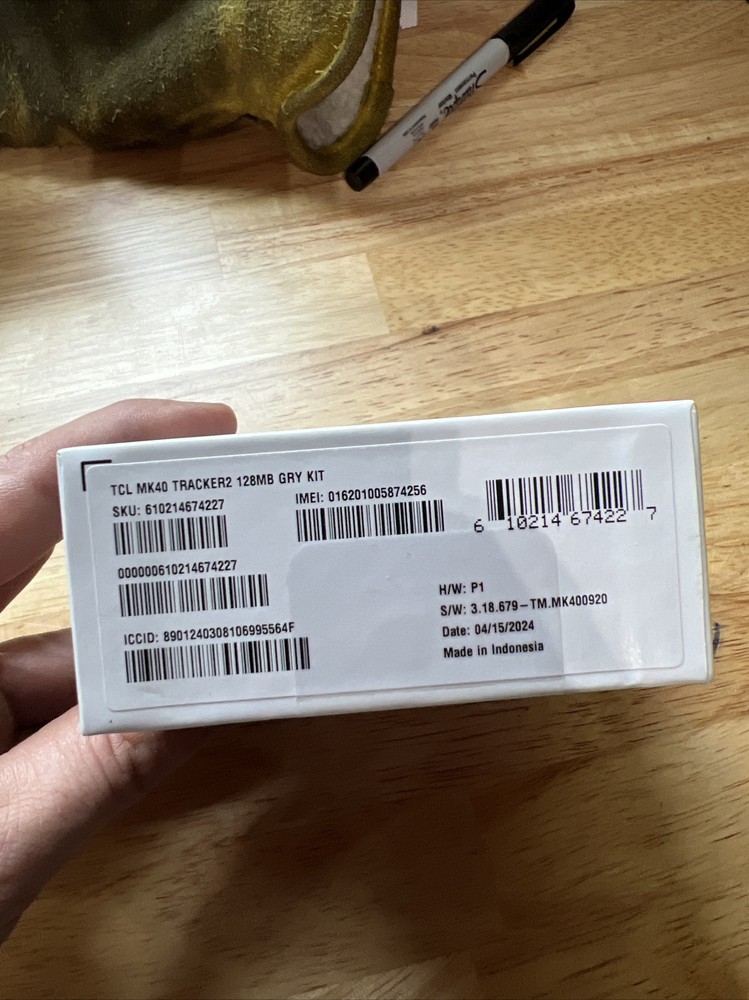 Sharpie
TCL MK40 TRACKER2 128MB GRY KIT
SKU: 610214674227
IMEI: 016201005874256
6 10214 67422 7
000000610214674227
ICCID: 8901240308106995564F
H/W: P1
S/W: 3.18.679-TM.MK400920
Date: 04/15/2024
Made in Indonesia